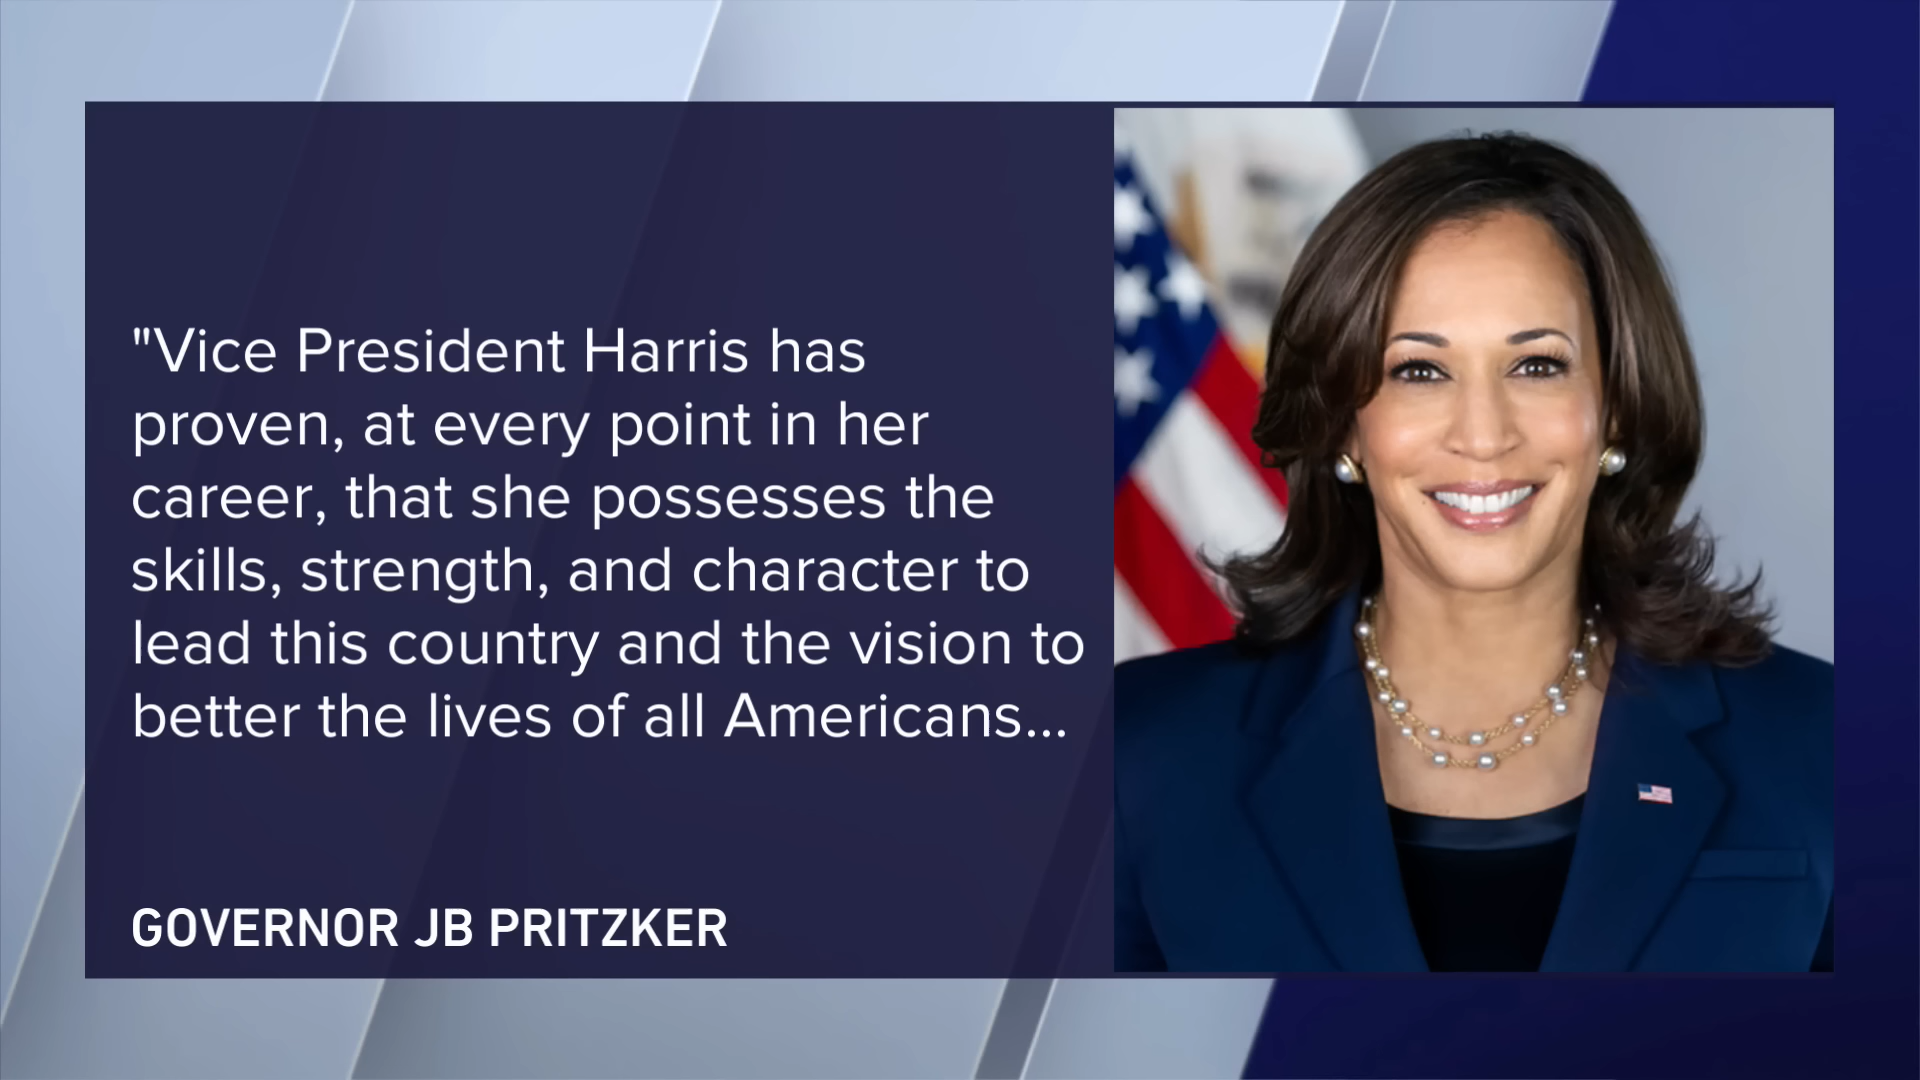 "Vice President Harris has
proven, at every point in her
career, that she possesses the
skills, strength, and character to
lead this country and the vision to
better the lives of all Americans...
GOVERNOR JB PRITZKER